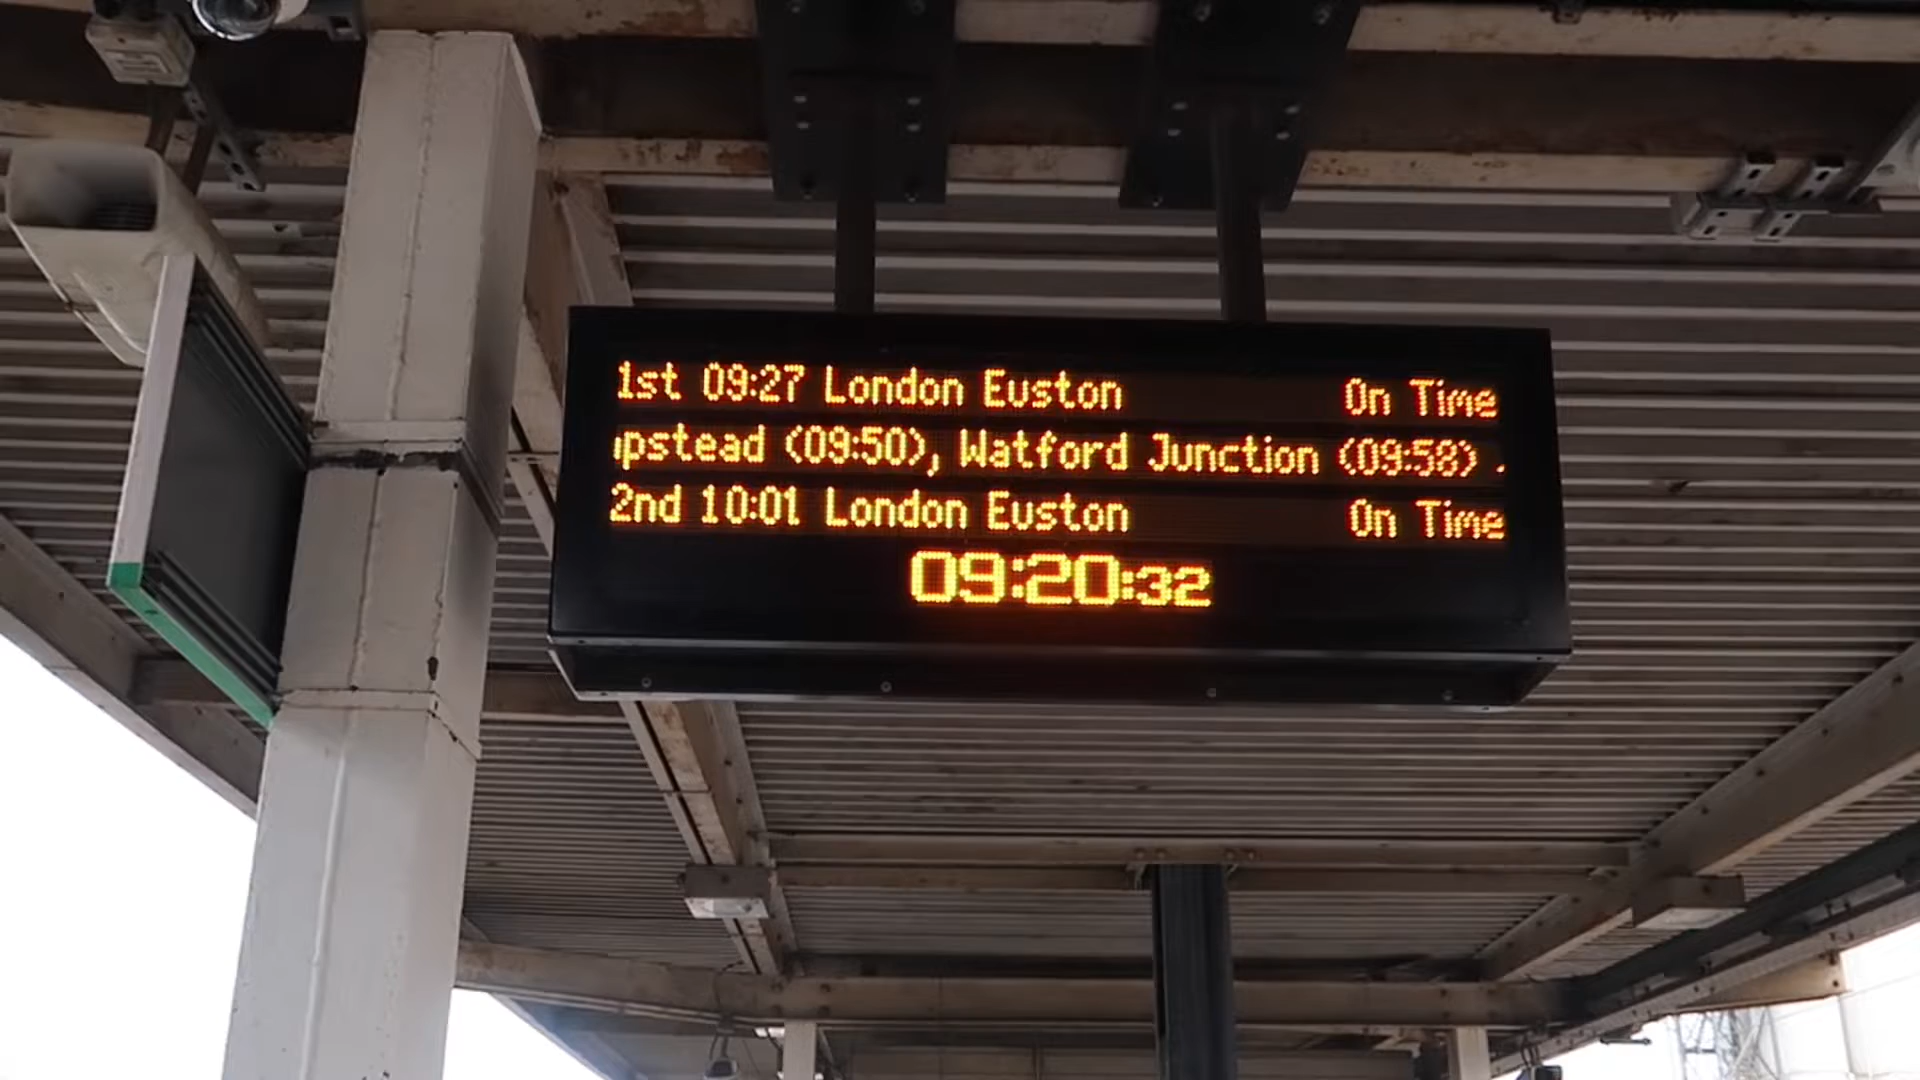 1st 09:27 London Euston On Time
pstead (09:50), Watford Junction (09:58)
2nd 10:01 London Euston On Time
09:20:32